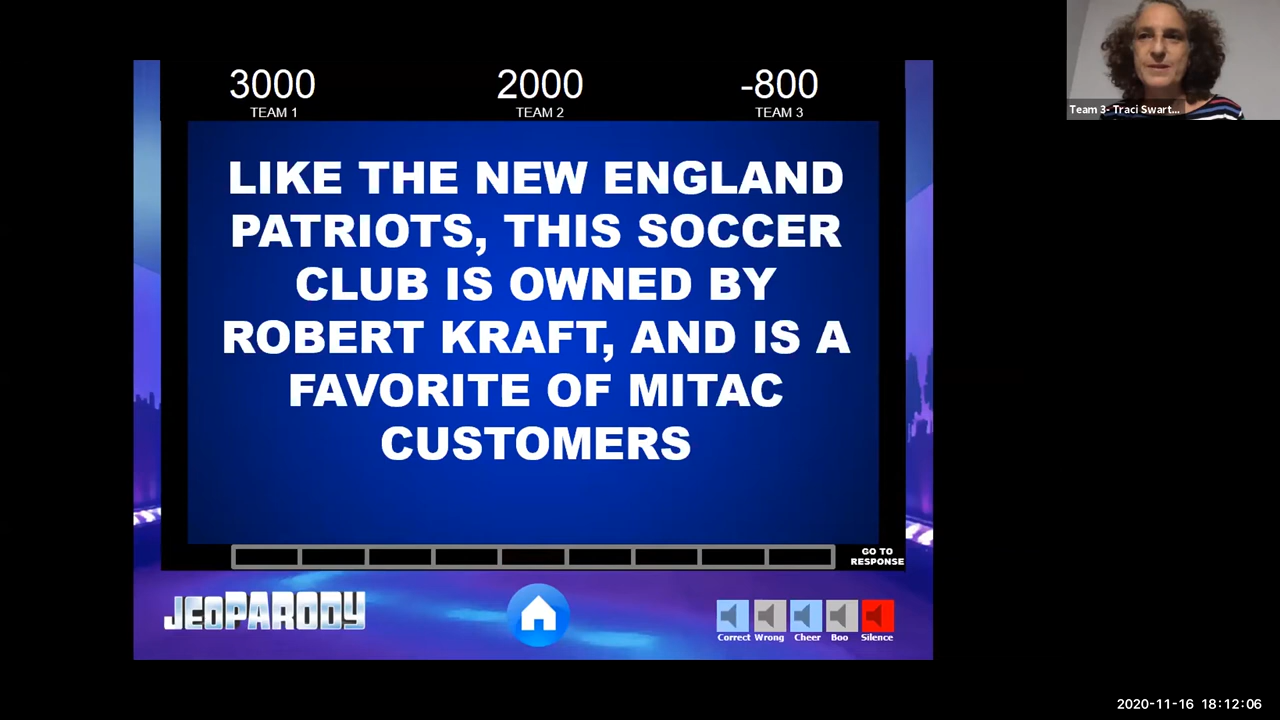 3000 2000 -800
TEAM 1 TEAM 2 TEAM 3
Team 3- Traci Swart...
LIKE THE NEW ENGLAND
PATRIOTS, THIS SOCCER
CLUB IS OWNED BY
ROBERT KRAFT, AND IS A
FAVORITE OF MITAC
CUSTOMERS
GO TO
RESPONSE
JEOPARODY
Correct Wrong Cheer Boo Silence
2020-11-16 18:12:06